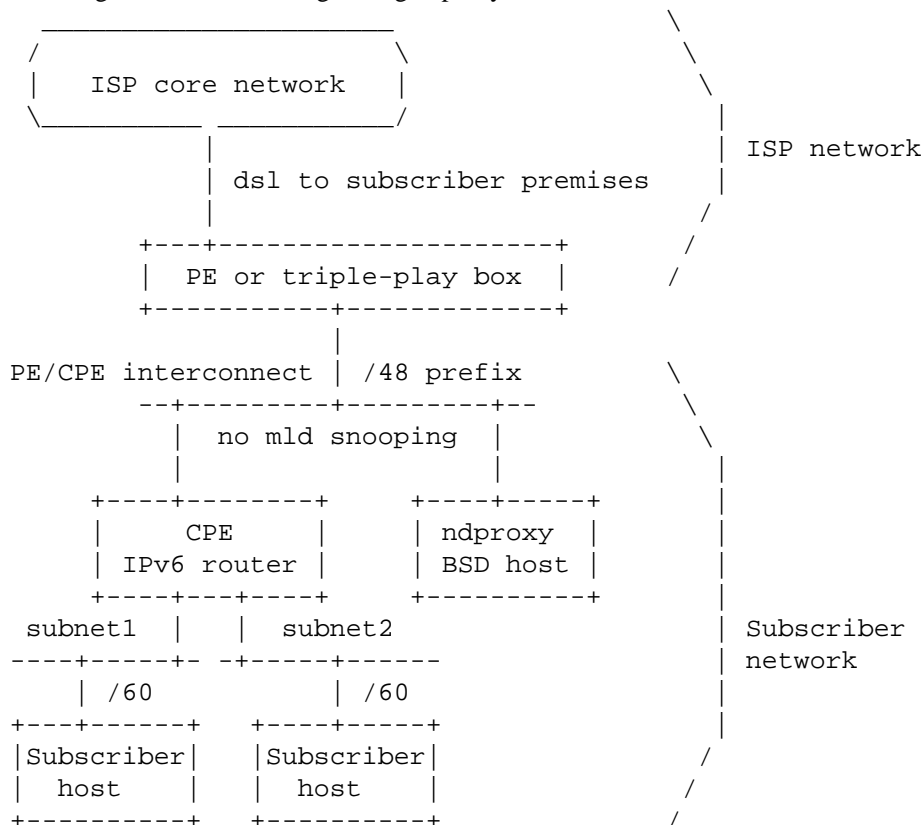 ISP core network
ISP network
dsl to subscriber premises
PE or triple-play box
PE/CPE interconnect | /48 prefix
no mld snooping
CPE ndproxy
IPv6 router BSD host
subnet1 subnet2 Subscriber
network
/60 /60
Subscriber Subscriber
host host